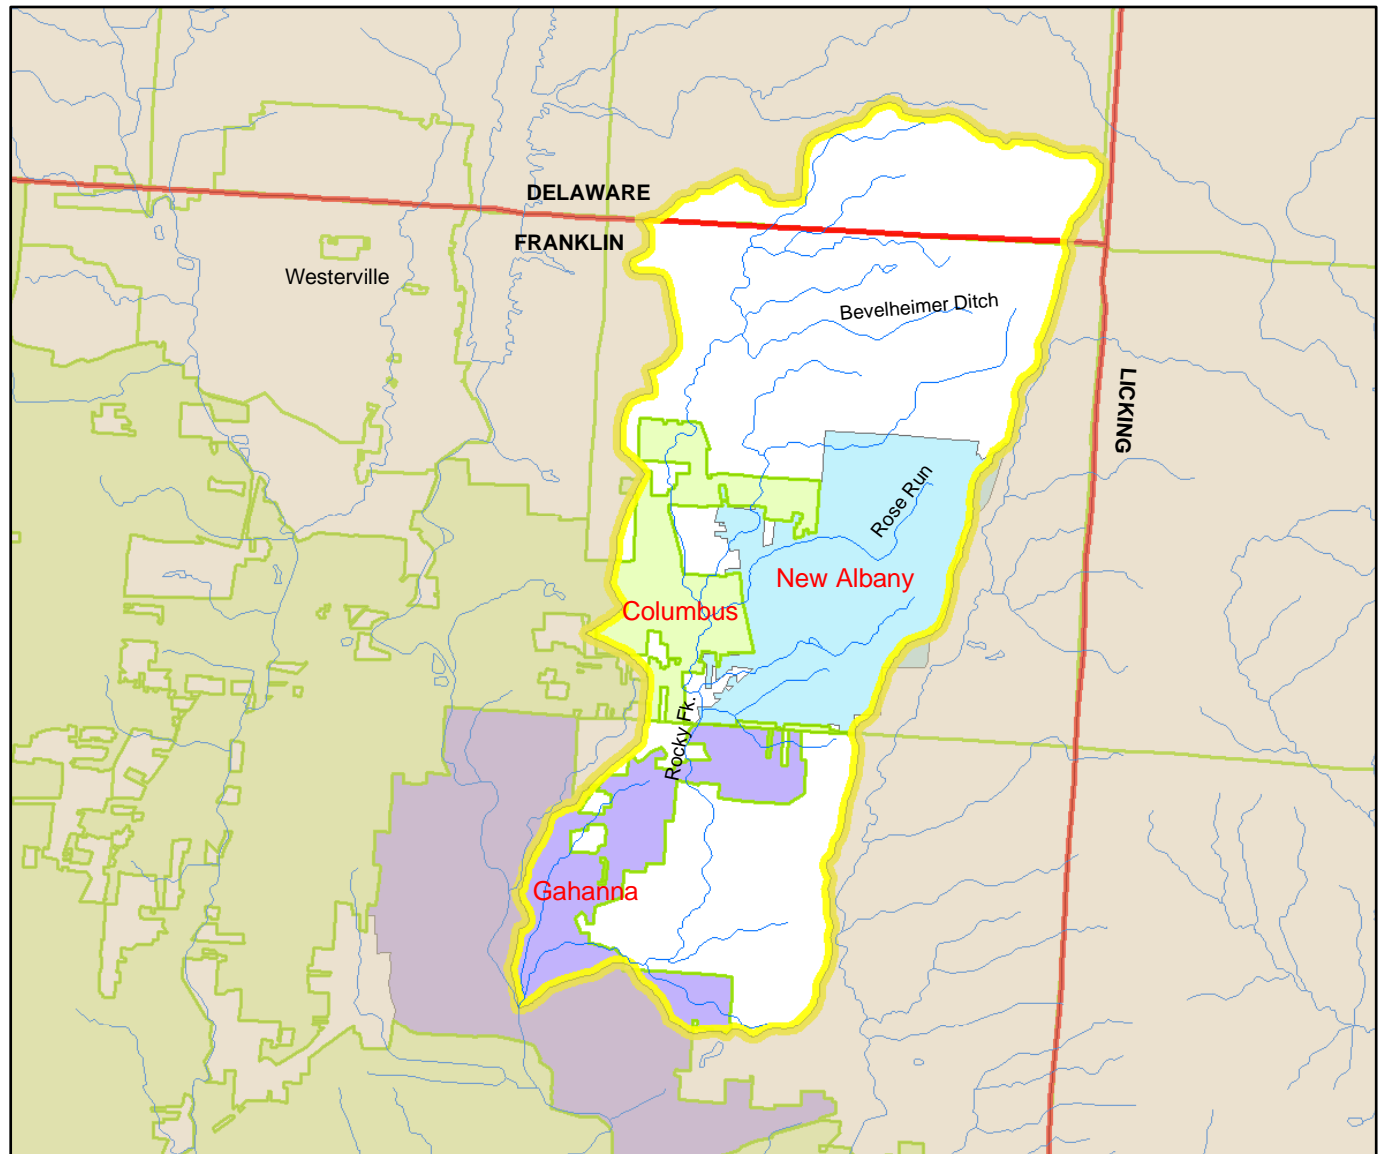 DELAWARE
FRANKLIN
Westerville
Bevelheimer Ditch
LICKING
Rose Run
New Albany
Columbus
Rocky Fk.
Gahanna